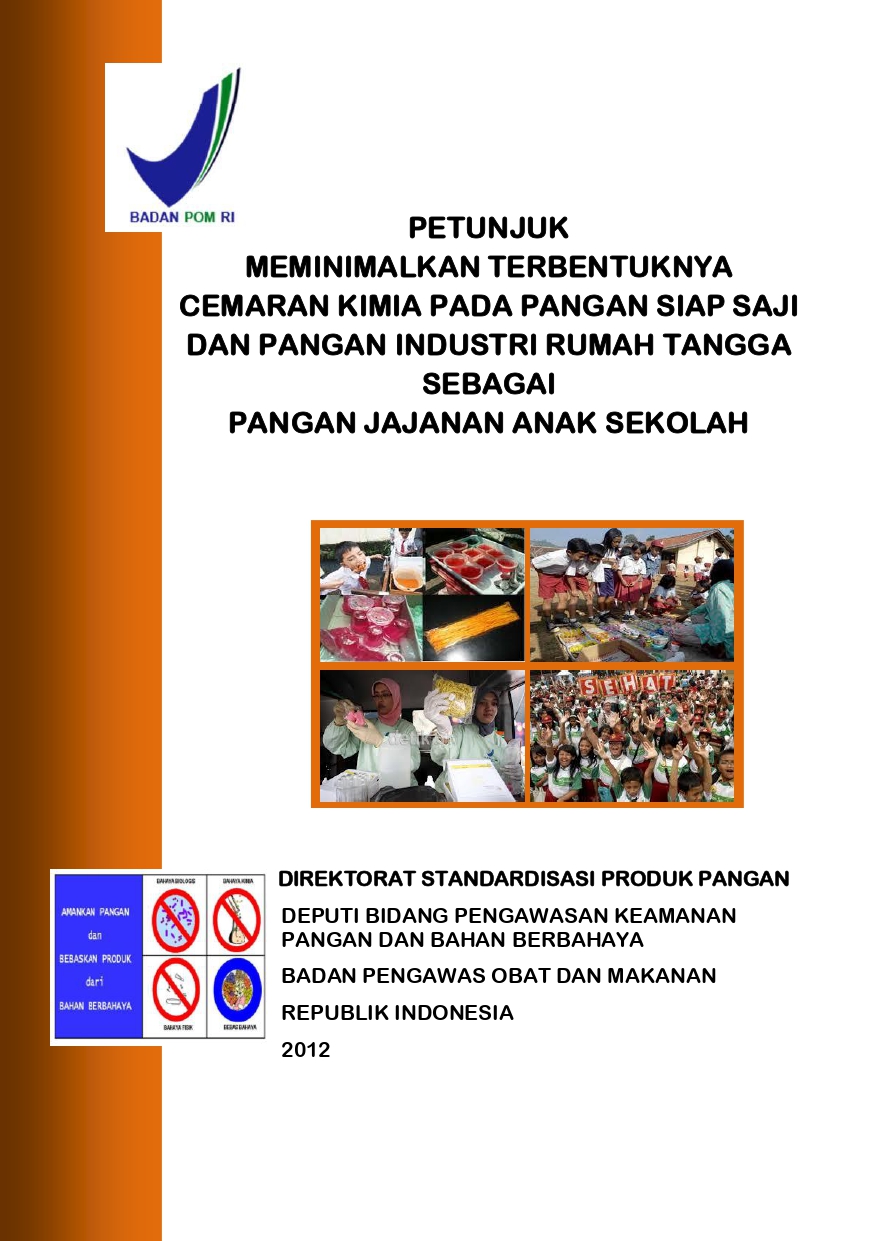 BADAN POM RI
PETUNJUK
MEMINIMALKAN TERBENTUKNYA
CEMARAN KIMIA PADA PANGAN SIAP SAJI
DAN PANGAN INDUSTRI RUMAH TANGGA
SEBAGAI
PANGAN JAJANAN ANAK SEKOLAH
SEHAT
AMANKAN PANGAN
dan
BEBASKAN PRODUK
dari
BAHAN BERBAHAYA
BAHAYA BIOLOGIS
BAHAYA KIMIA
BAHAYA FISIK
BEBAS BAHAYA
DIREKTORAT STANDARDISASI PRODUK PANGAN
DEPUTI BIDANG PENGAWASAN KEAMANAN
PANGAN DAN BAHAN BERBAHAYA
BADAN PENGAWAS OBAT DAN MAKANAN
REPUBLIK INDONESIA
2012